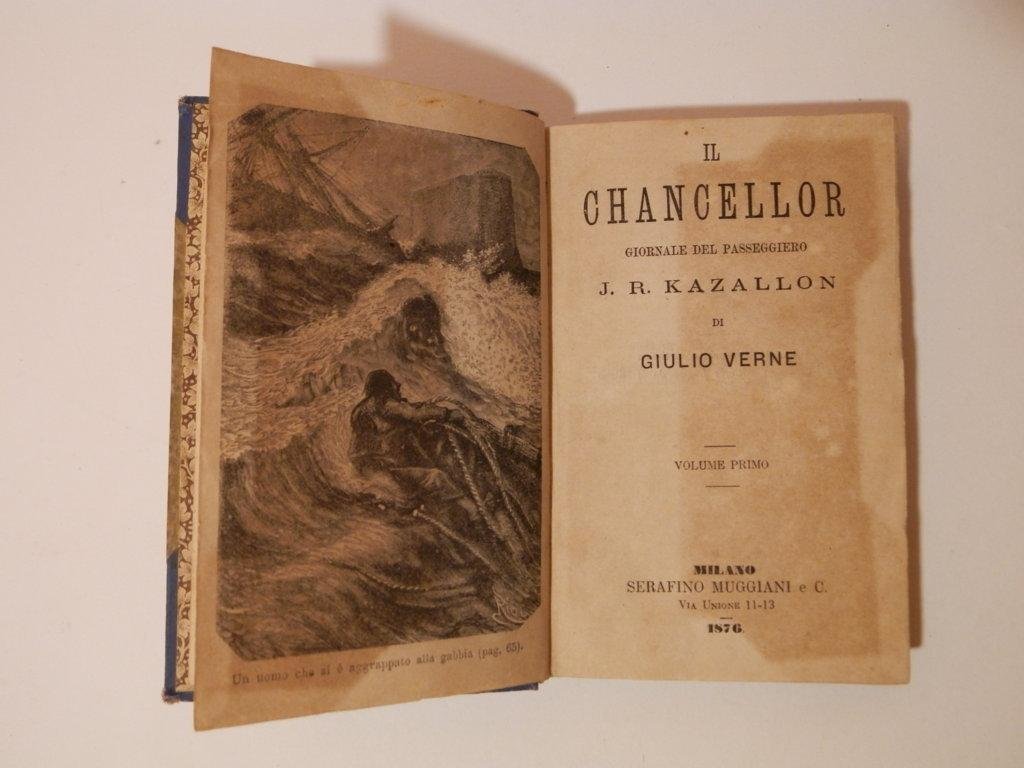 Un uomo che si è aggrappato alla gabbia (pag. 65).
IL
CHANCELLOR
GIORNALE DEL PASSEGGIERO
J. R. KAZALLON
DI
GIULIO VERNE
VOLUME PRIMO
MILANO
SERAFINO MUGGIANI e C.
VIA UNIONE 11-13
1876.